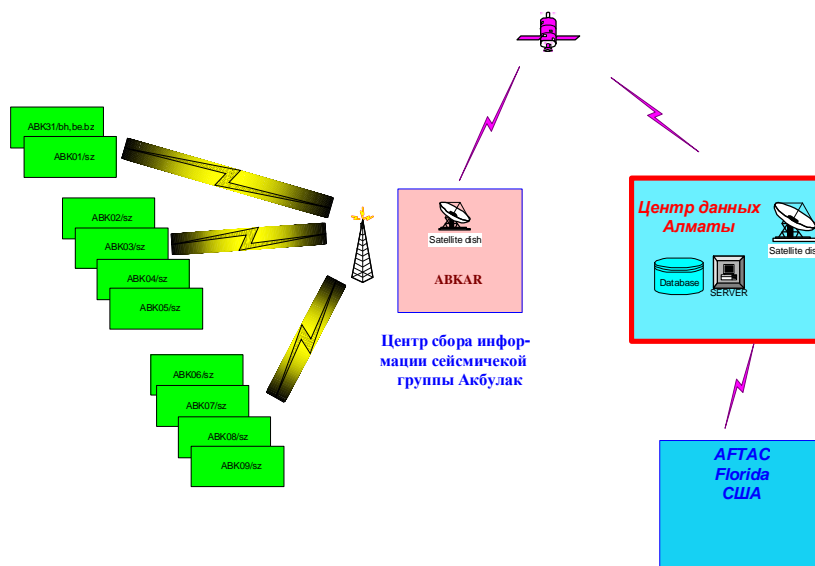 ABK31/bh,be.bz
ABK01/sz
ABK02/sz
ABK03/sz
ABK04/sz
ABK05/sz
ABK06/sz
ABK07/sz
ABK08/sz
ABK09/sz
Satellite dish
ABKAR
Центр сбора инфор-
мации сейсмичекой
группы Акбулак
Центр данных
Алматы
Satellite dis
Database
SERVER
AFTAC
Florida
США